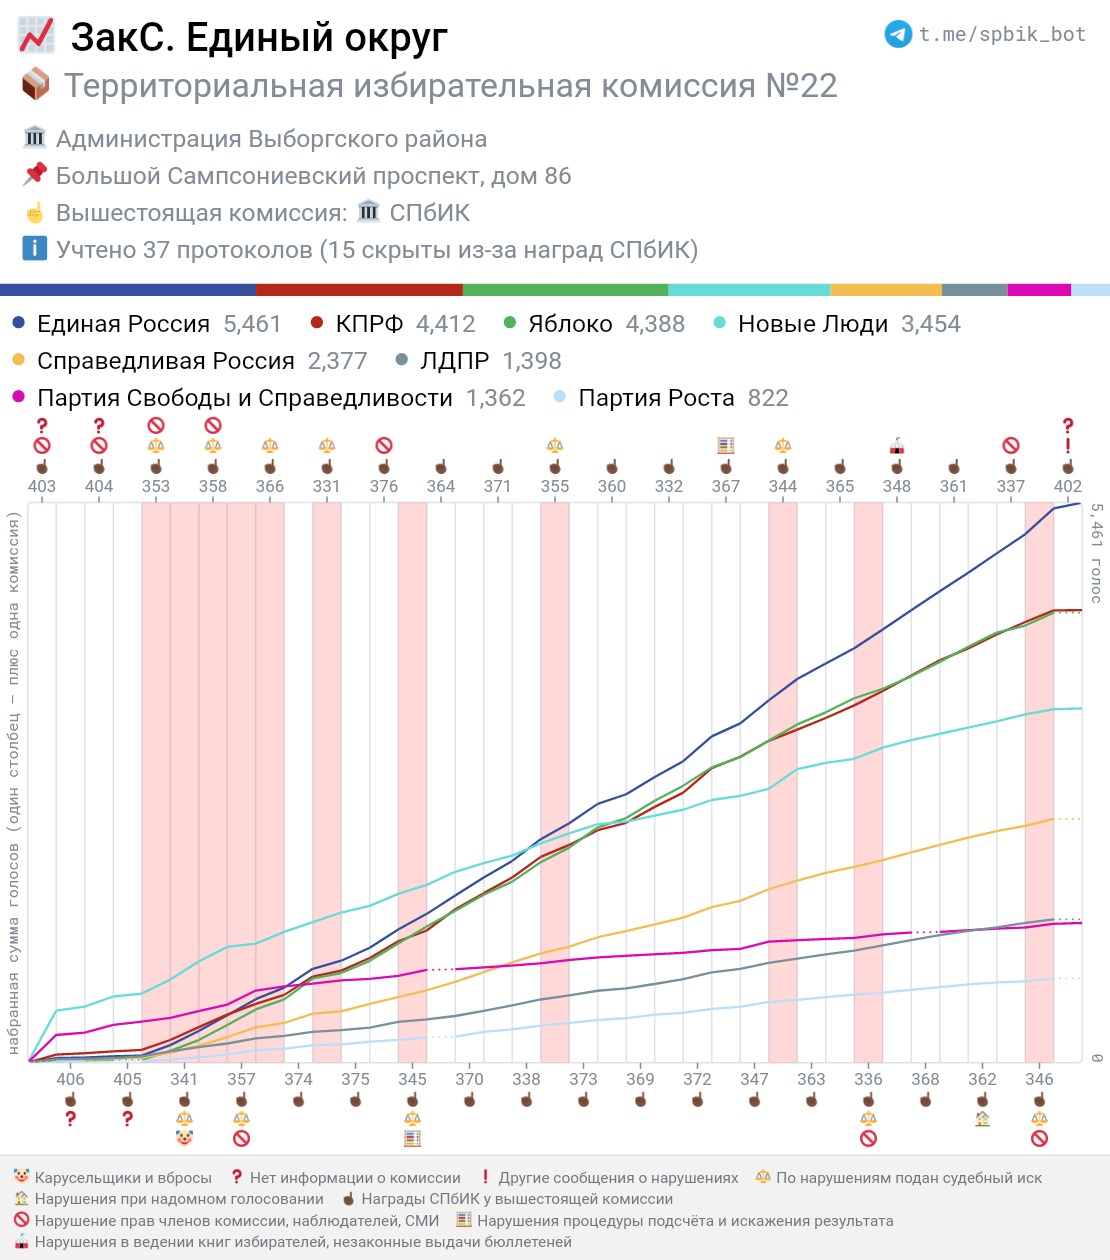 ЗакС. Единый округ
t.me/spbik_bot
Территориальная избирательная комиссия №22
Администрация Выборгского района
Большой Сампсониевский проспект, дом 86
Вышестоящая комиссия: СПбИК
Учтено 37 протоколов (15 скрыты из-за наград СПбИК)
Единая Россия 5,461 КПРФ 4,412 Яблоко 4,388 Новые Люди 3,454
Справедливая Россия 2,377 ЛДПР 1,398
Партия Свободы и Справедливости 1,362 Партия Роста 822
403 404 353 358 366 331 376 364 371 355 360 332 367 344 365 348 361 337 402
набранная сумма голосов (один столбец — плюс одна комиссия)
5,461 голос
0
406 405 341 357 374 375 345 370 338 373 369 372 347 363 336 368 362 346
Карусельщики и вбросы Нет информации о комиссии Другие сообщения о нарушениях По нарушениям подан судебный иск
Нарушения при надомном голосовании Награды СПбИК у вышестоящей комиссии
Нарушение прав членов комиссии, наблюдателей, СМИ Нарушения процедуры подсчёта и искажения результата
Нарушения в ведении книг избирателей, незаконные выдачи бюллетеней